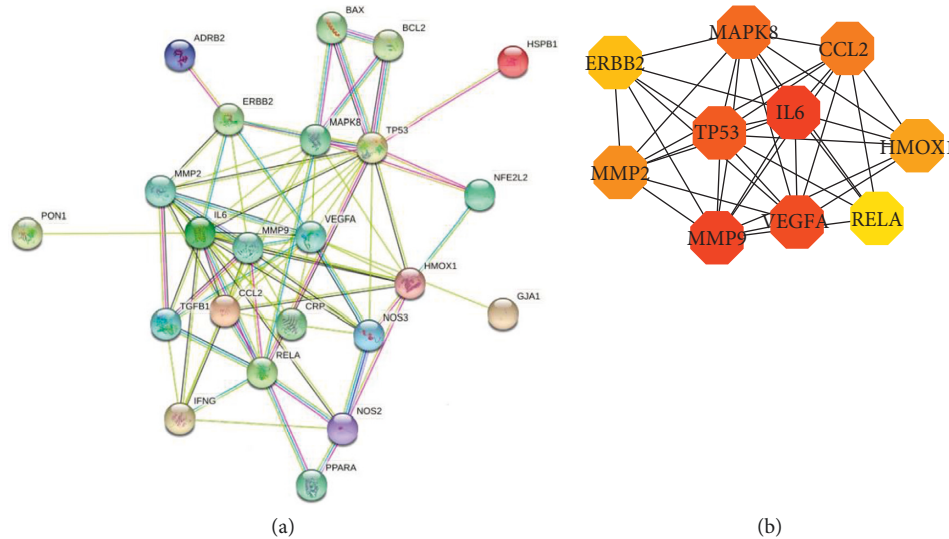 BAX
BCL2
ADRB2
HSPB1
ERBB2
MAPK8
TP53
MMP2
NFE2L2
PON1
IL6
MMP9
VEGFA
HMOX1
TGFB1
CCL2
CRP
NOS3
GJA1
RELA
IFNG
NOS2
PPARA
(a)
MAPK8
CCL2
ERBB2
IL6
TP53
HMOX1
MMP2
MMP9
VEGFA
RELA
(b)